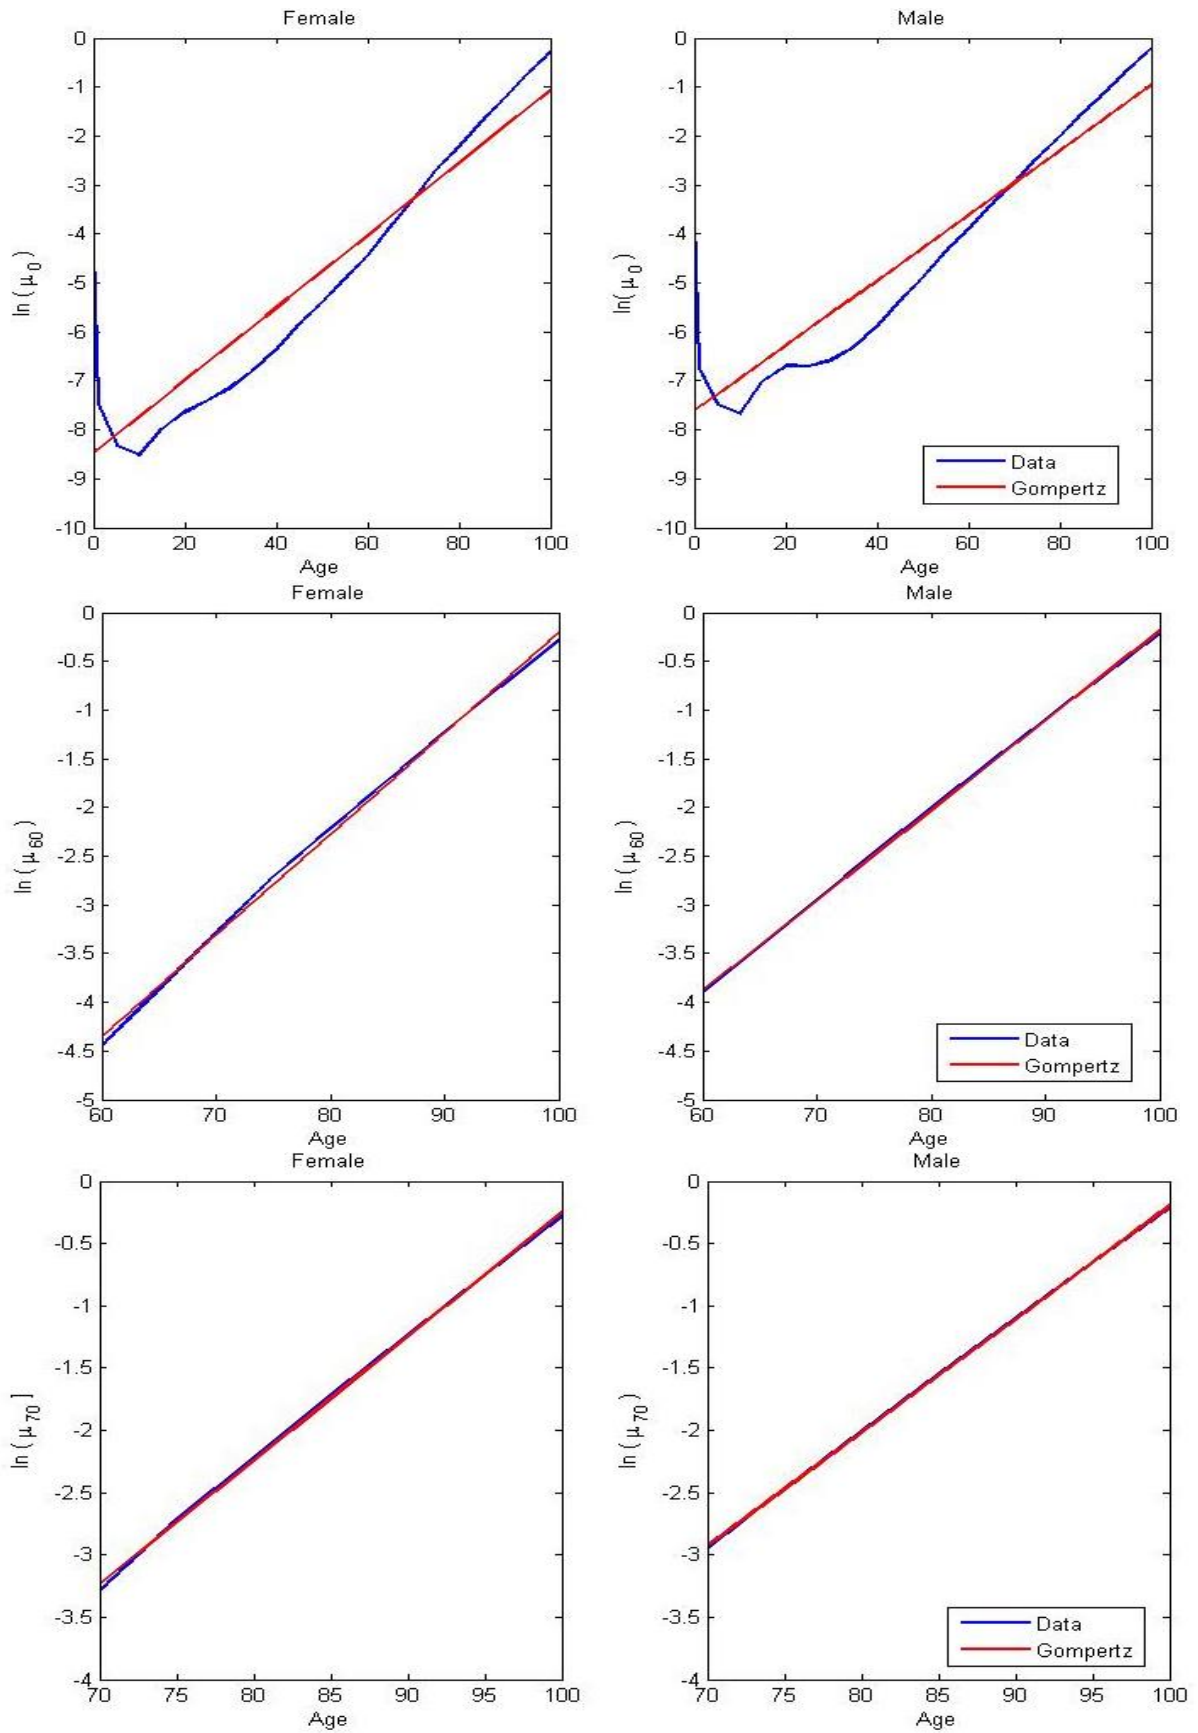 Female
0
-1
-2
-3
-4
-5
-6
-7
-8
-9
-10
ln(μ0)
0 20 40 60 80 100
Age
Male
0
-1
-2
-3
-4
-5
-6
-7
-8
-9
-10
ln(μ0)
Data
Gompertz
0 20 40 60 80 100
Age
Female
0
-0.5
-1
-1.5
-2
-2.5
-3
-3.5
-4
-4.5
-5
ln(μ60)
60 70 80 90 100
Age
Male
0
-0.5
-1
-1.5
-2
-2.5
-3
-3.5
-4
-4.5
-5
ln(μ60)
Data
Gompertz
60 70 80 90 100
Age
Female
0
-0.5
-1
-1.5
-2
-2.5
-3
-3.5
-4
ln(μ70]
70 75 80 85 90 95 100
Age
Male
0
-0.5
-1
-1.5
-2
-2.5
-3
-3.5
-4
ln(μ70)
Data
Gompertz
70 75 80 85 90 95 100
Age